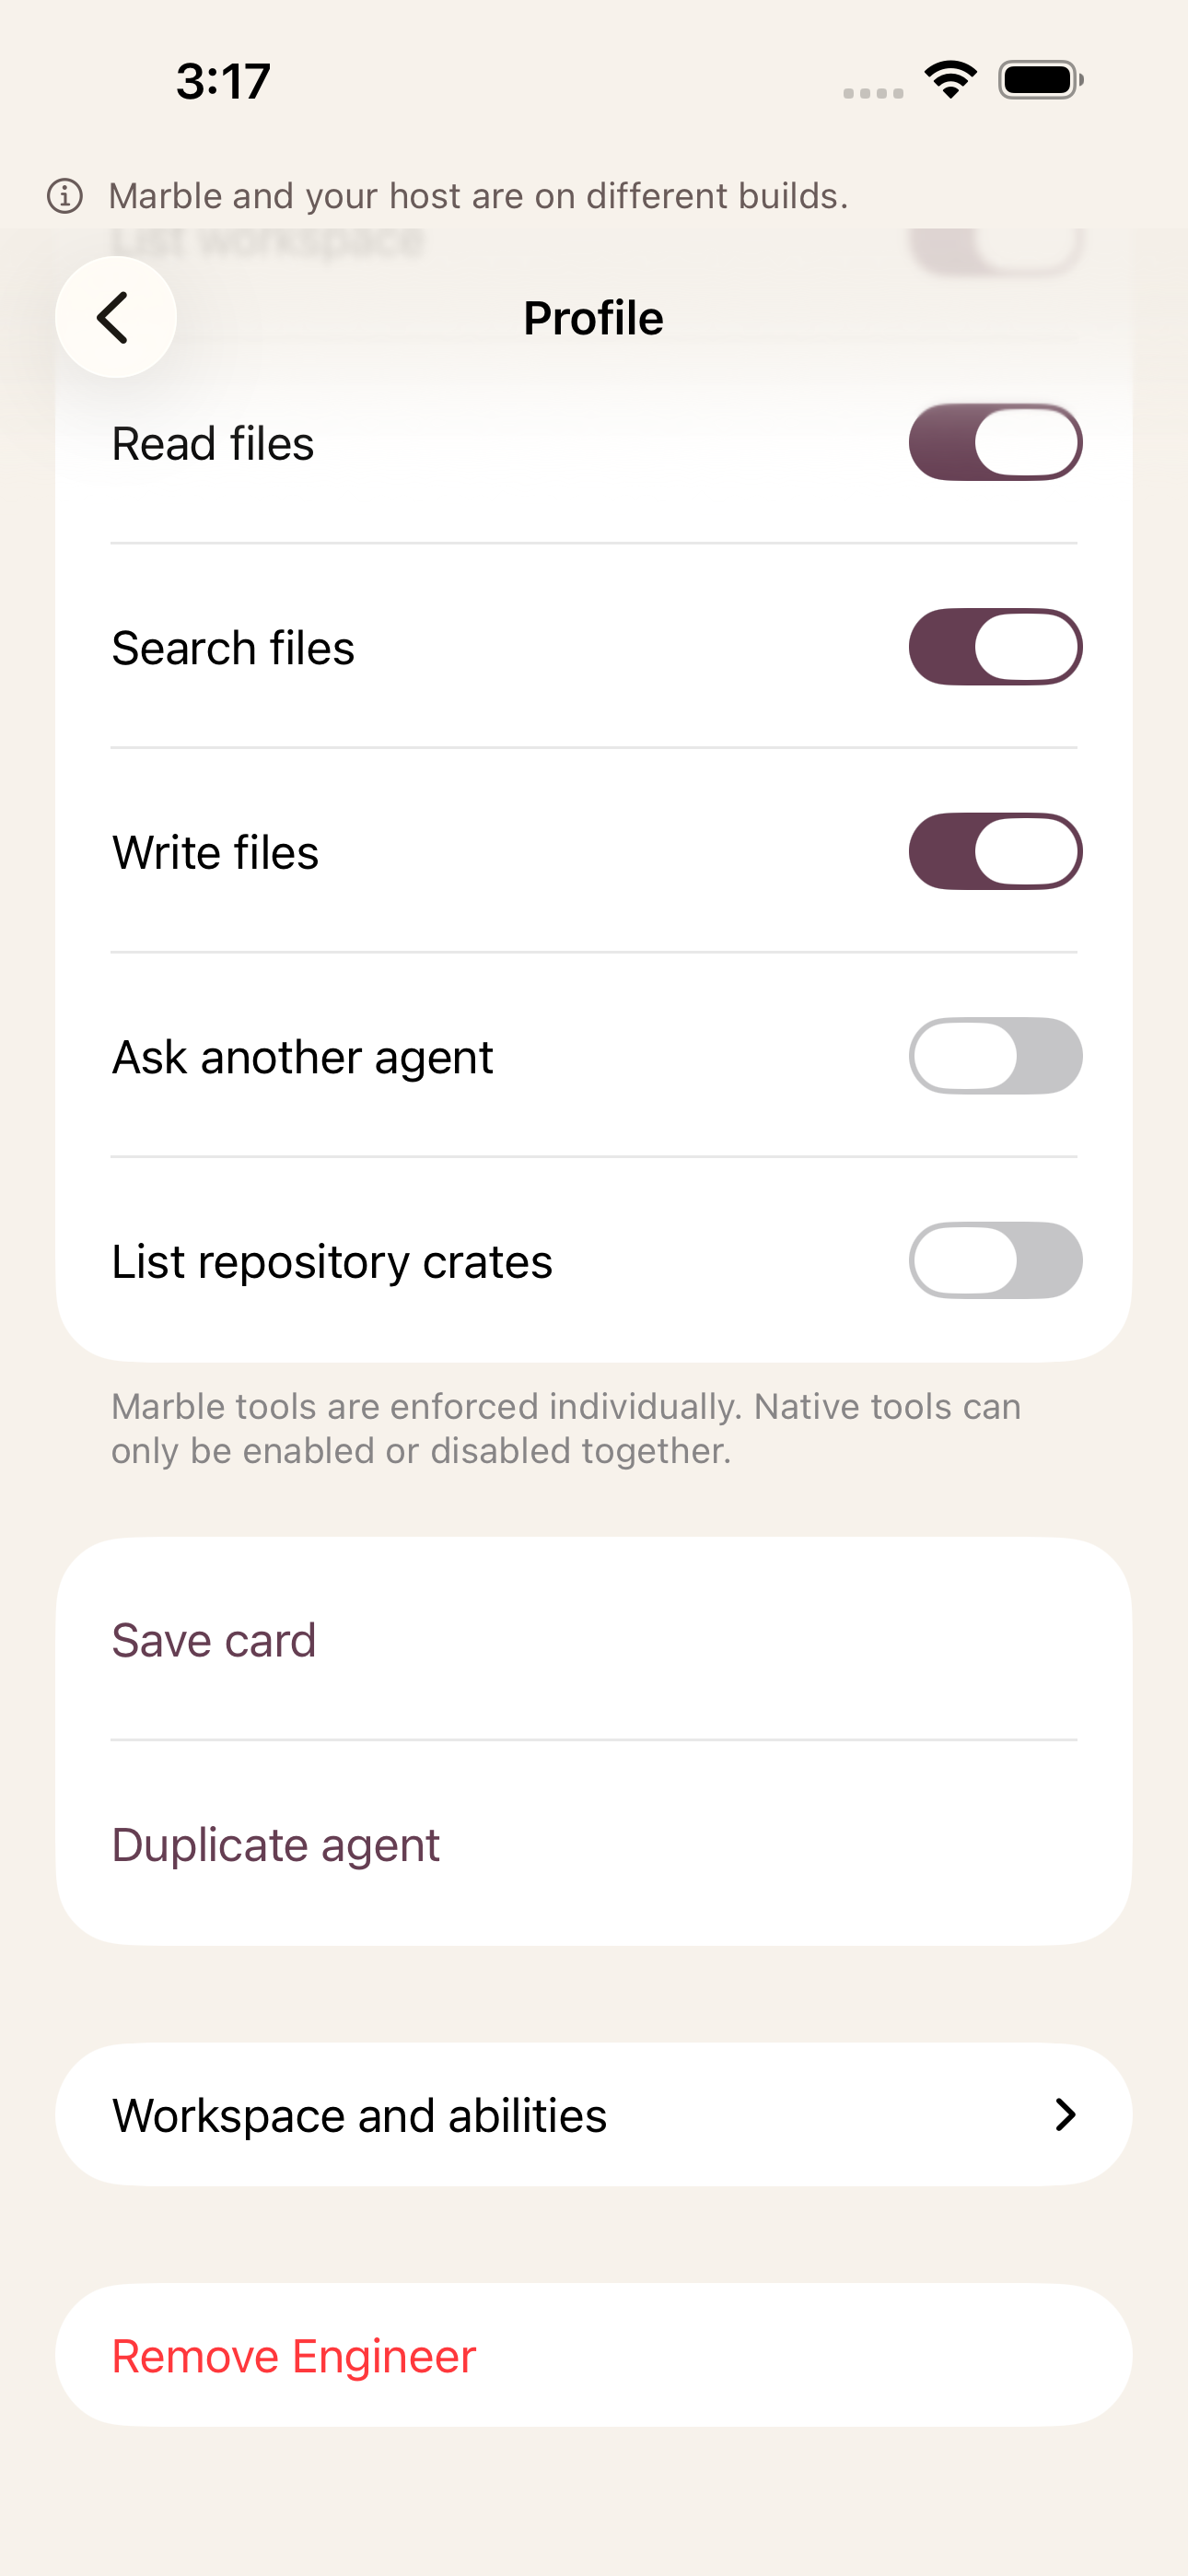 3:17
Marble and your host are on different builds.
List workspace
Profile
Read files
Search files
Write files
Ask another agent
List repository crates
Marble tools are enforced individually. Native tools can
only be enabled or disabled together.
Save card
Duplicate agent
Workspace and abilities
Remove Engineer